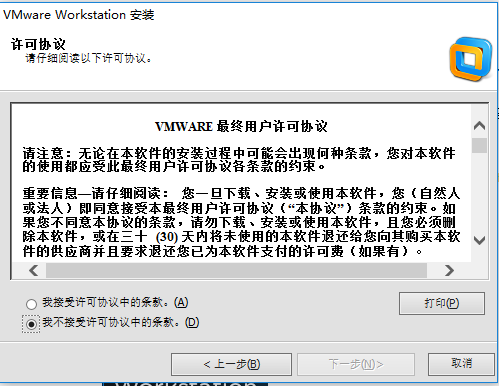 VMware Workstation 安装
许可协议
请仔细阅读以下许可协议。
VMWARE 最终用户许可协议
请注意：无论在本软件的安装过程中可能会出现何种条款，您对本软件
的使用都应受此最终用户许可协议各条款的约束。
重要信息—请仔细阅读： 您一旦下载、安装或使用本软件，您（自然人
或法人）即同意接受本最终用户许可协议（“本协议”）条款的约束。如
果您不同意本协议的条款，请勿下载、安装或使用本软件，且您必须删
除本软件，或在三十 (30) 天内将未使用的本软件退还给您向其购买本软
件的供应商并且要求退还您已为本软件支付的许可费（如果有）。
我接受许可协议中的条款。(A)
我不接受许可协议中的条款。(D)
打印(P)
< 上一步(B)
下一步(N)>
取消
Workstation